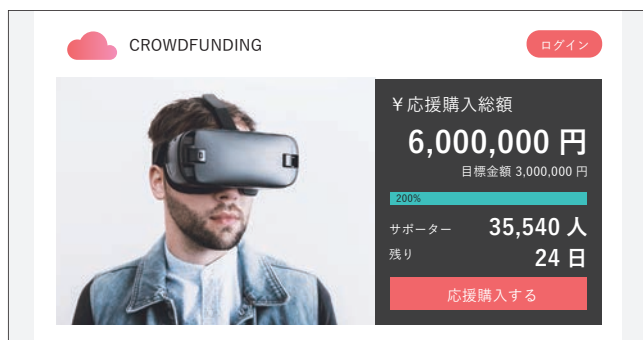 CROWDFUNDING
ログイン
¥応援購入総額
6,000,000 円
目標金額 3,000,000 円
200%
サポーター 35,540 人
残り 24 日
応援購入する